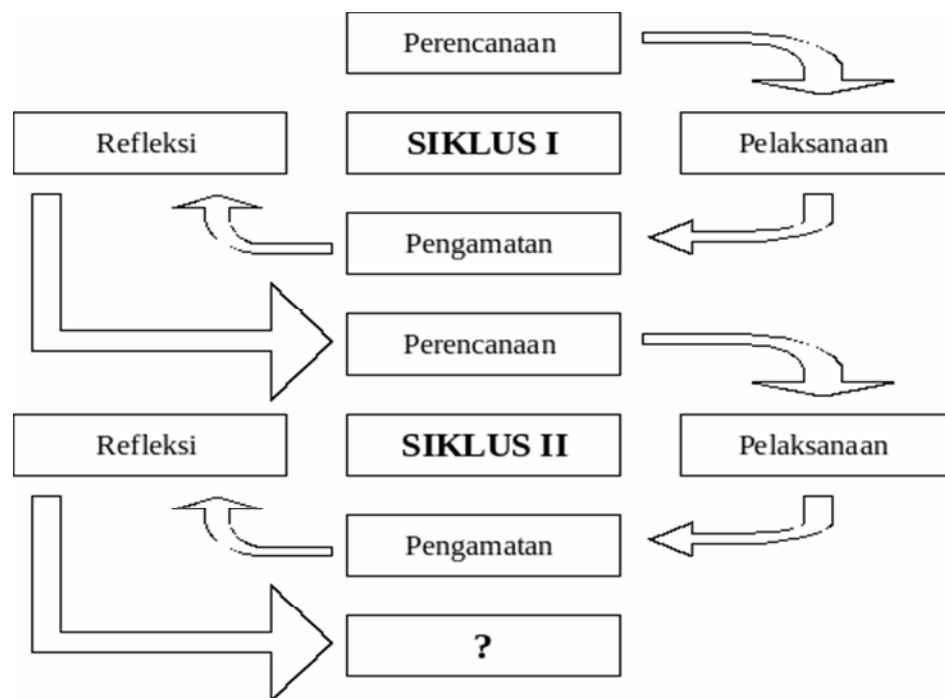 Perencanaan
Refleksi
SIKLUS I
Pelaksanaan
Pengamatan
Perencanaan
Refleksi
SIKLUS II
Pelaksanaan
Pengamatan
?